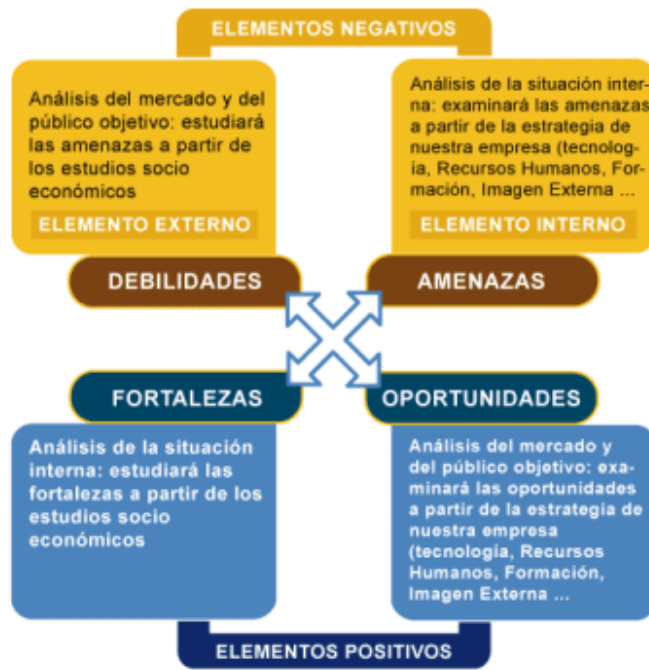 ELEMENTOS NEGATIVOS
Análisis del mercado y del
público objetivo: estudiará
las amenazas a partir de
los estudios socio
económicos
ELEMENTO EXTERNO
DEBILIDADES
Análisis de la situación inter-
na: examinará las amenazas
a partir de la estrategia de
nuestra empresa (tecnolog-
ía, Recursos Humanos, For-
mación, Imagen Externa ...
ELEMENTO INTERNO
AMENAZAS
FORTALEZAS
Análisis de la situación
interna: estudiará las
fortalezas a partir de los
estudios socio
económicos
OPORTUNIDADES
Análisis del mercado y
del público objetivo: exa-
minará las oportunidades
a partir de la estrategia de
nuestra empresa
(tecnología, Recursos
Humanos, Formación,
Imagen Externa ...
ELEMENTOS POSITIVOS